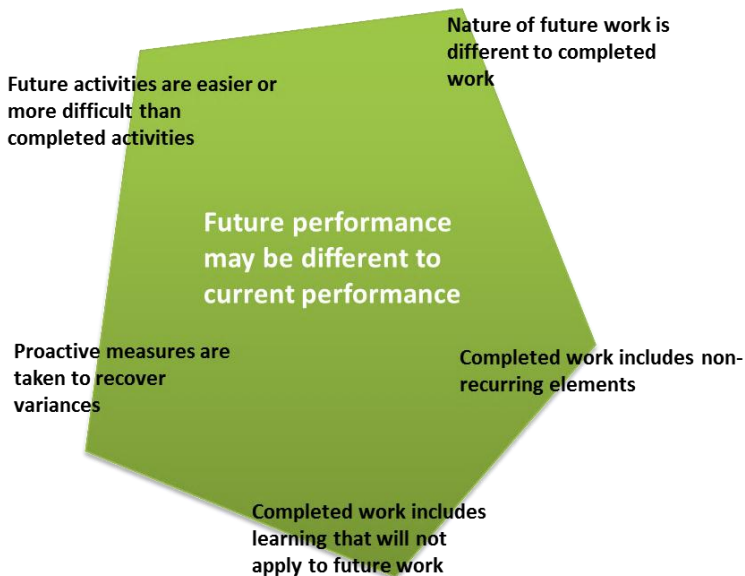 Nature of future work is
different to completed
work
Future activities are easier or
more difficult than
completed activities
Future performance
may be different to
current performance
Proactive measures are
taken to recover
variances
Completed work includes non-
recurring elements
Completed work includes
learning that will not
apply to future work